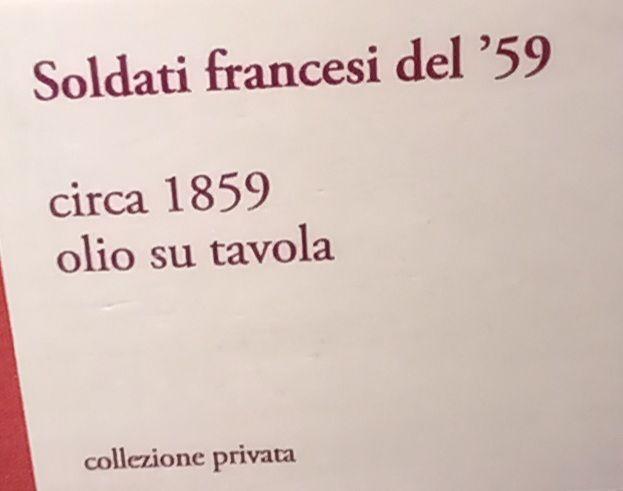 Soldati francesi del ’59
circa 1859
olio su tavola
collezione privata